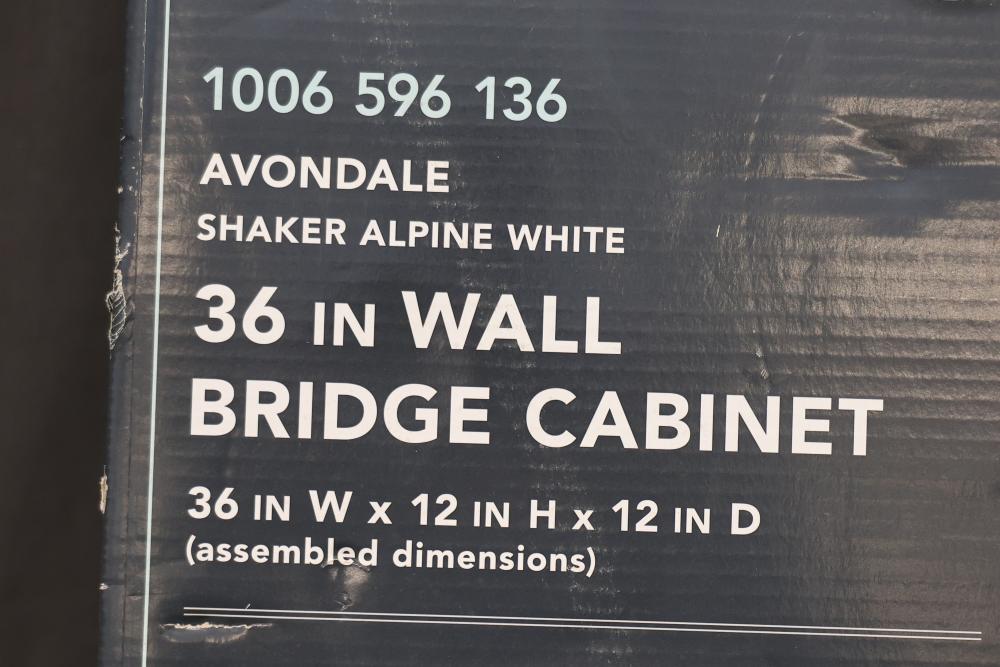 1006 596 136
AVONDALE
SHAKER ALPINE WHITE
36 IN WALL
BRIDGE CABINET
36 IN W x 12 IN H x 12 IN D
(assembled dimensions)